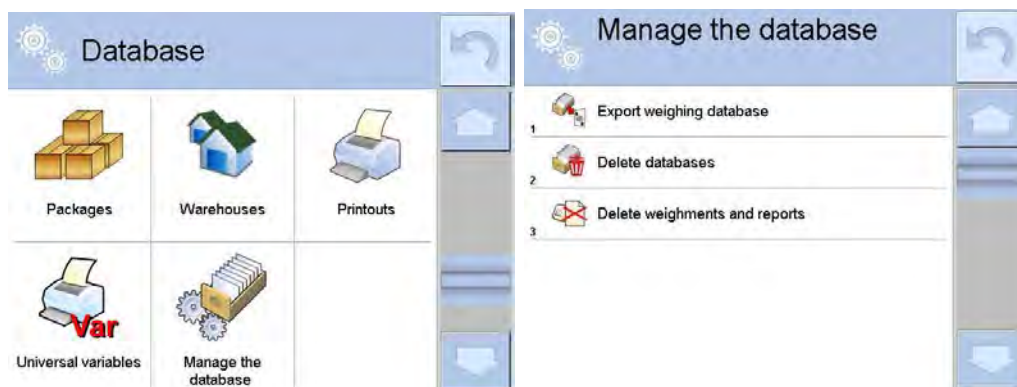 Database
Packages
Warehouses
Printouts
Var
Universal variables
Manage the
database
Manage the database
1
Export weighing database
2
Delete databases
3
Delete weighments and reports